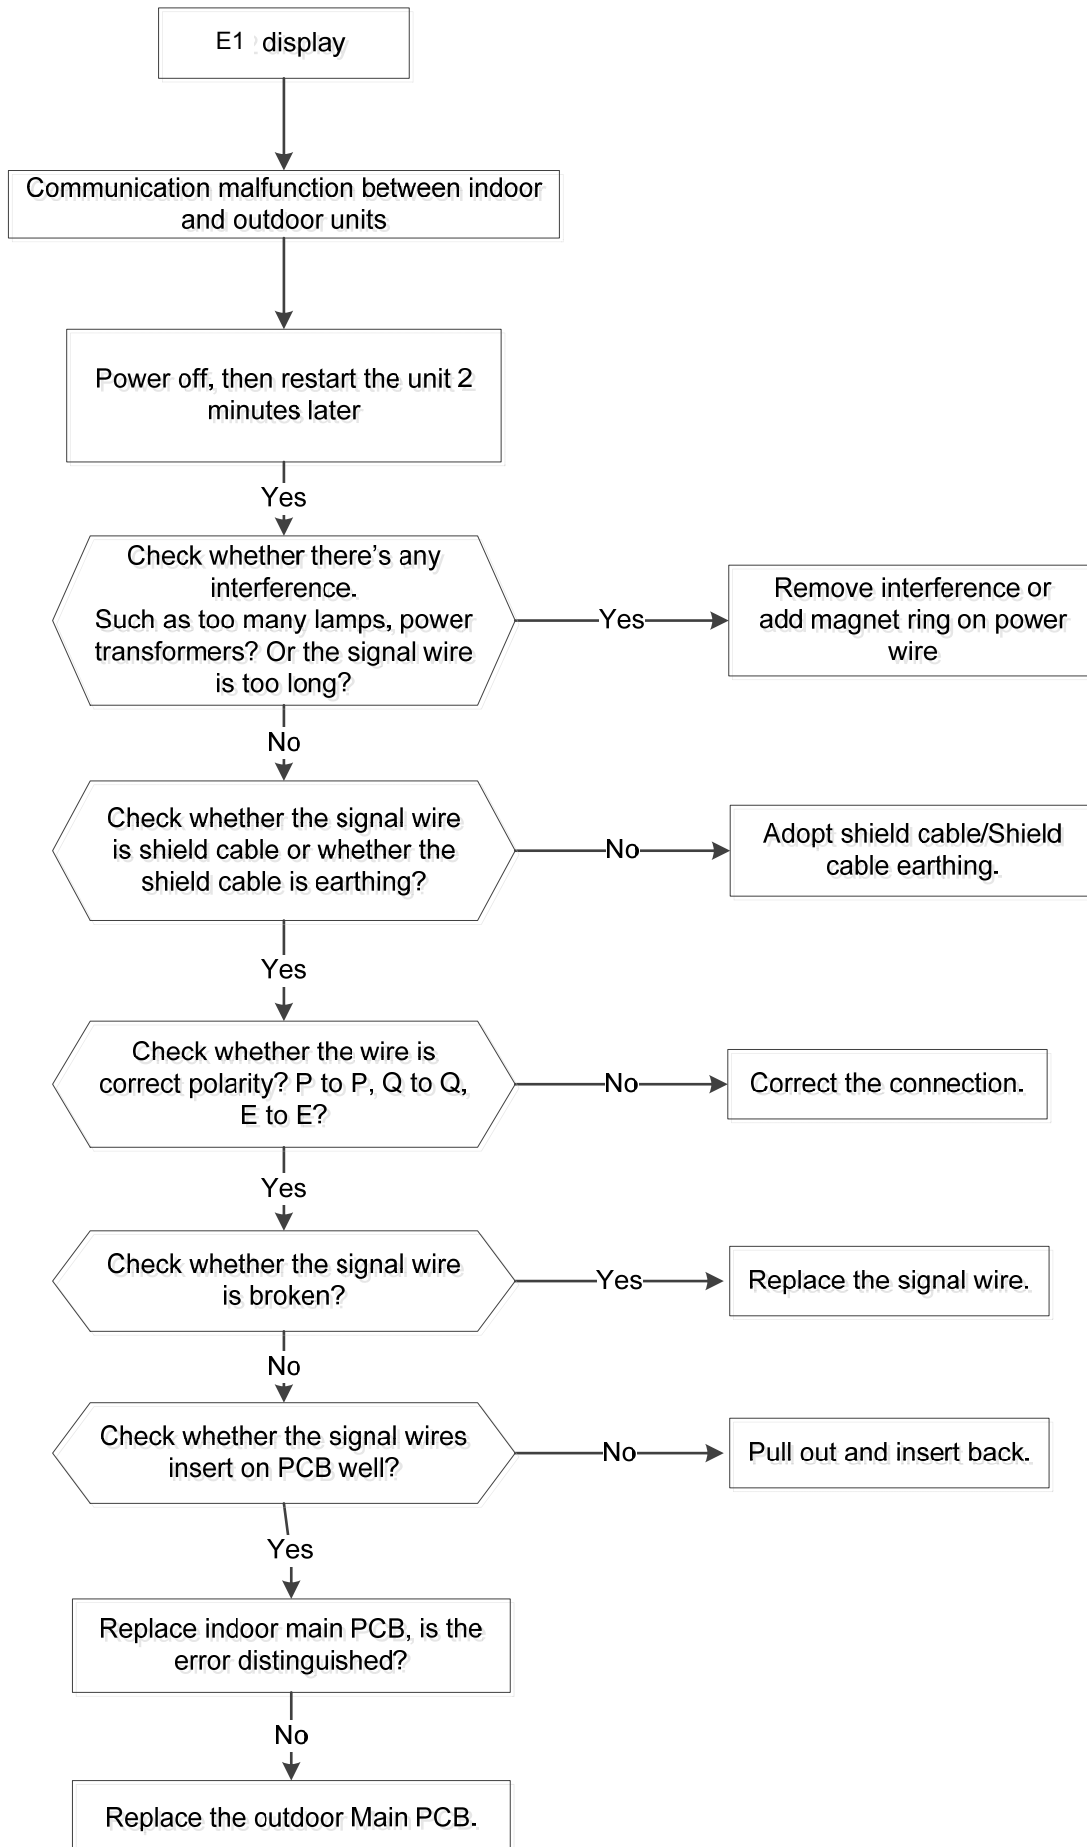 E1 display
Communication malfunction between indoor
and outdoor units
Power off, then restart the unit 2
minutes later
Yes
Check whether there's any
interference.
Such as too many lamps, power
transformers? Or the signal wire
is too long?
Yes
Remove interference or
add magnet ring on power
wire
No
Check whether the signal wire
is shield cable or whether the
shield cable is earthing?
No
Adopt shield cable/Shield
cable earthing.
Yes
Check whether the wire is
correct polarity? P to P, Q to Q,
E to E?
No
Correct the connection.
Yes
Check whether the signal wire
is broken?
Yes
Replace the signal wire.
No
Check whether the signal wires
insert on PCB well?
No
Pull out and insert back.
Yes
Replace indoor main PCB, is the
error distinguished?
No
Replace the outdoor Main PCB.